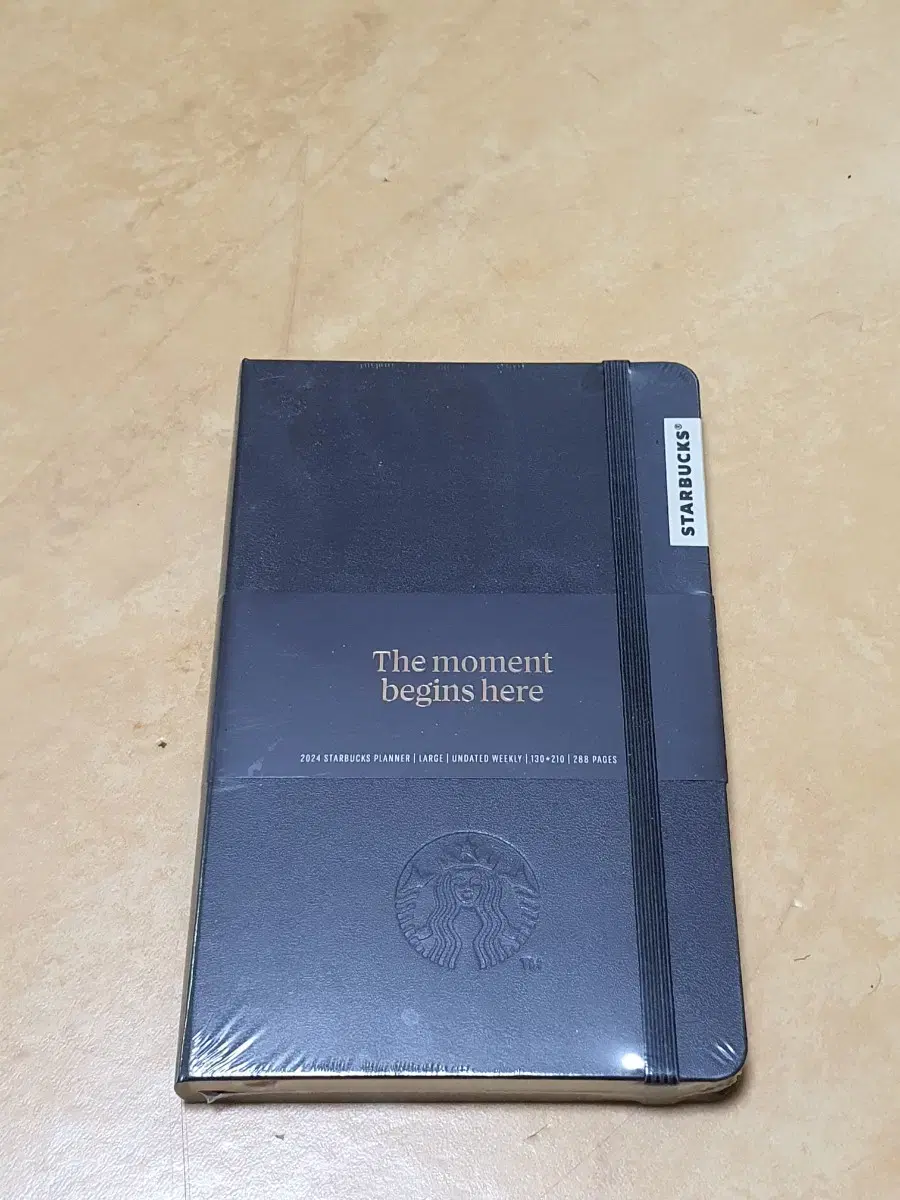 STARBUCKS®
The moment
begins here
2024 STARBUCKS PLANNER | LARGE | UNDATED WEEKLY | 130*210 | 288 PAGES